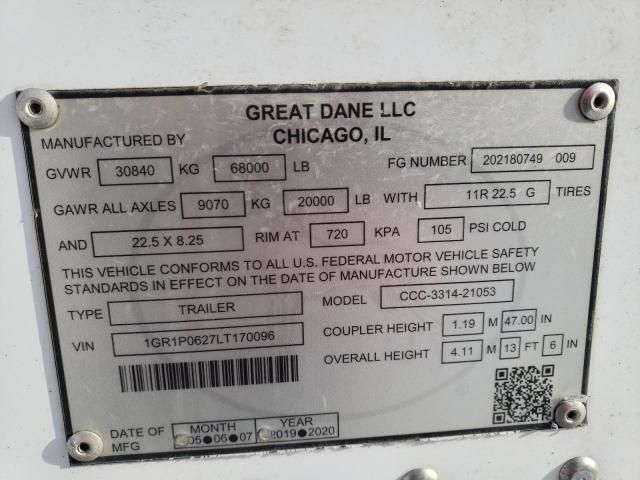 GREAT DANE LLC
MANUFACTURED BY CHICAGO, IL
GVWR 30840 KG 68000 LB FG NUMBER 202180749 009
GAWR ALL AXLES 9070 KG 20000 LB WITH 11R 22.5 G TIRES
AND 22.5 X 8.25 RIM AT 720 KPA 105 PSI COLD
THIS VEHICLE CONFORMS TO ALL U.S. FEDERAL MOTOR VEHICLE SAFETY
STANDARDS IN EFFECT ON THE DATE OF MANUFACTURE SHOWN BELOW
TYPE TRAILER MODEL CCC-3314-21053
VIN 1GR1P0627LT170096 COUPLER HEIGHT 1.19 M 47.00 IN
OVERALL HEIGHT 4.11 M 13 FT 6 IN
DATE OF MFG MONTH YEAR
05 06 07 2019 2020